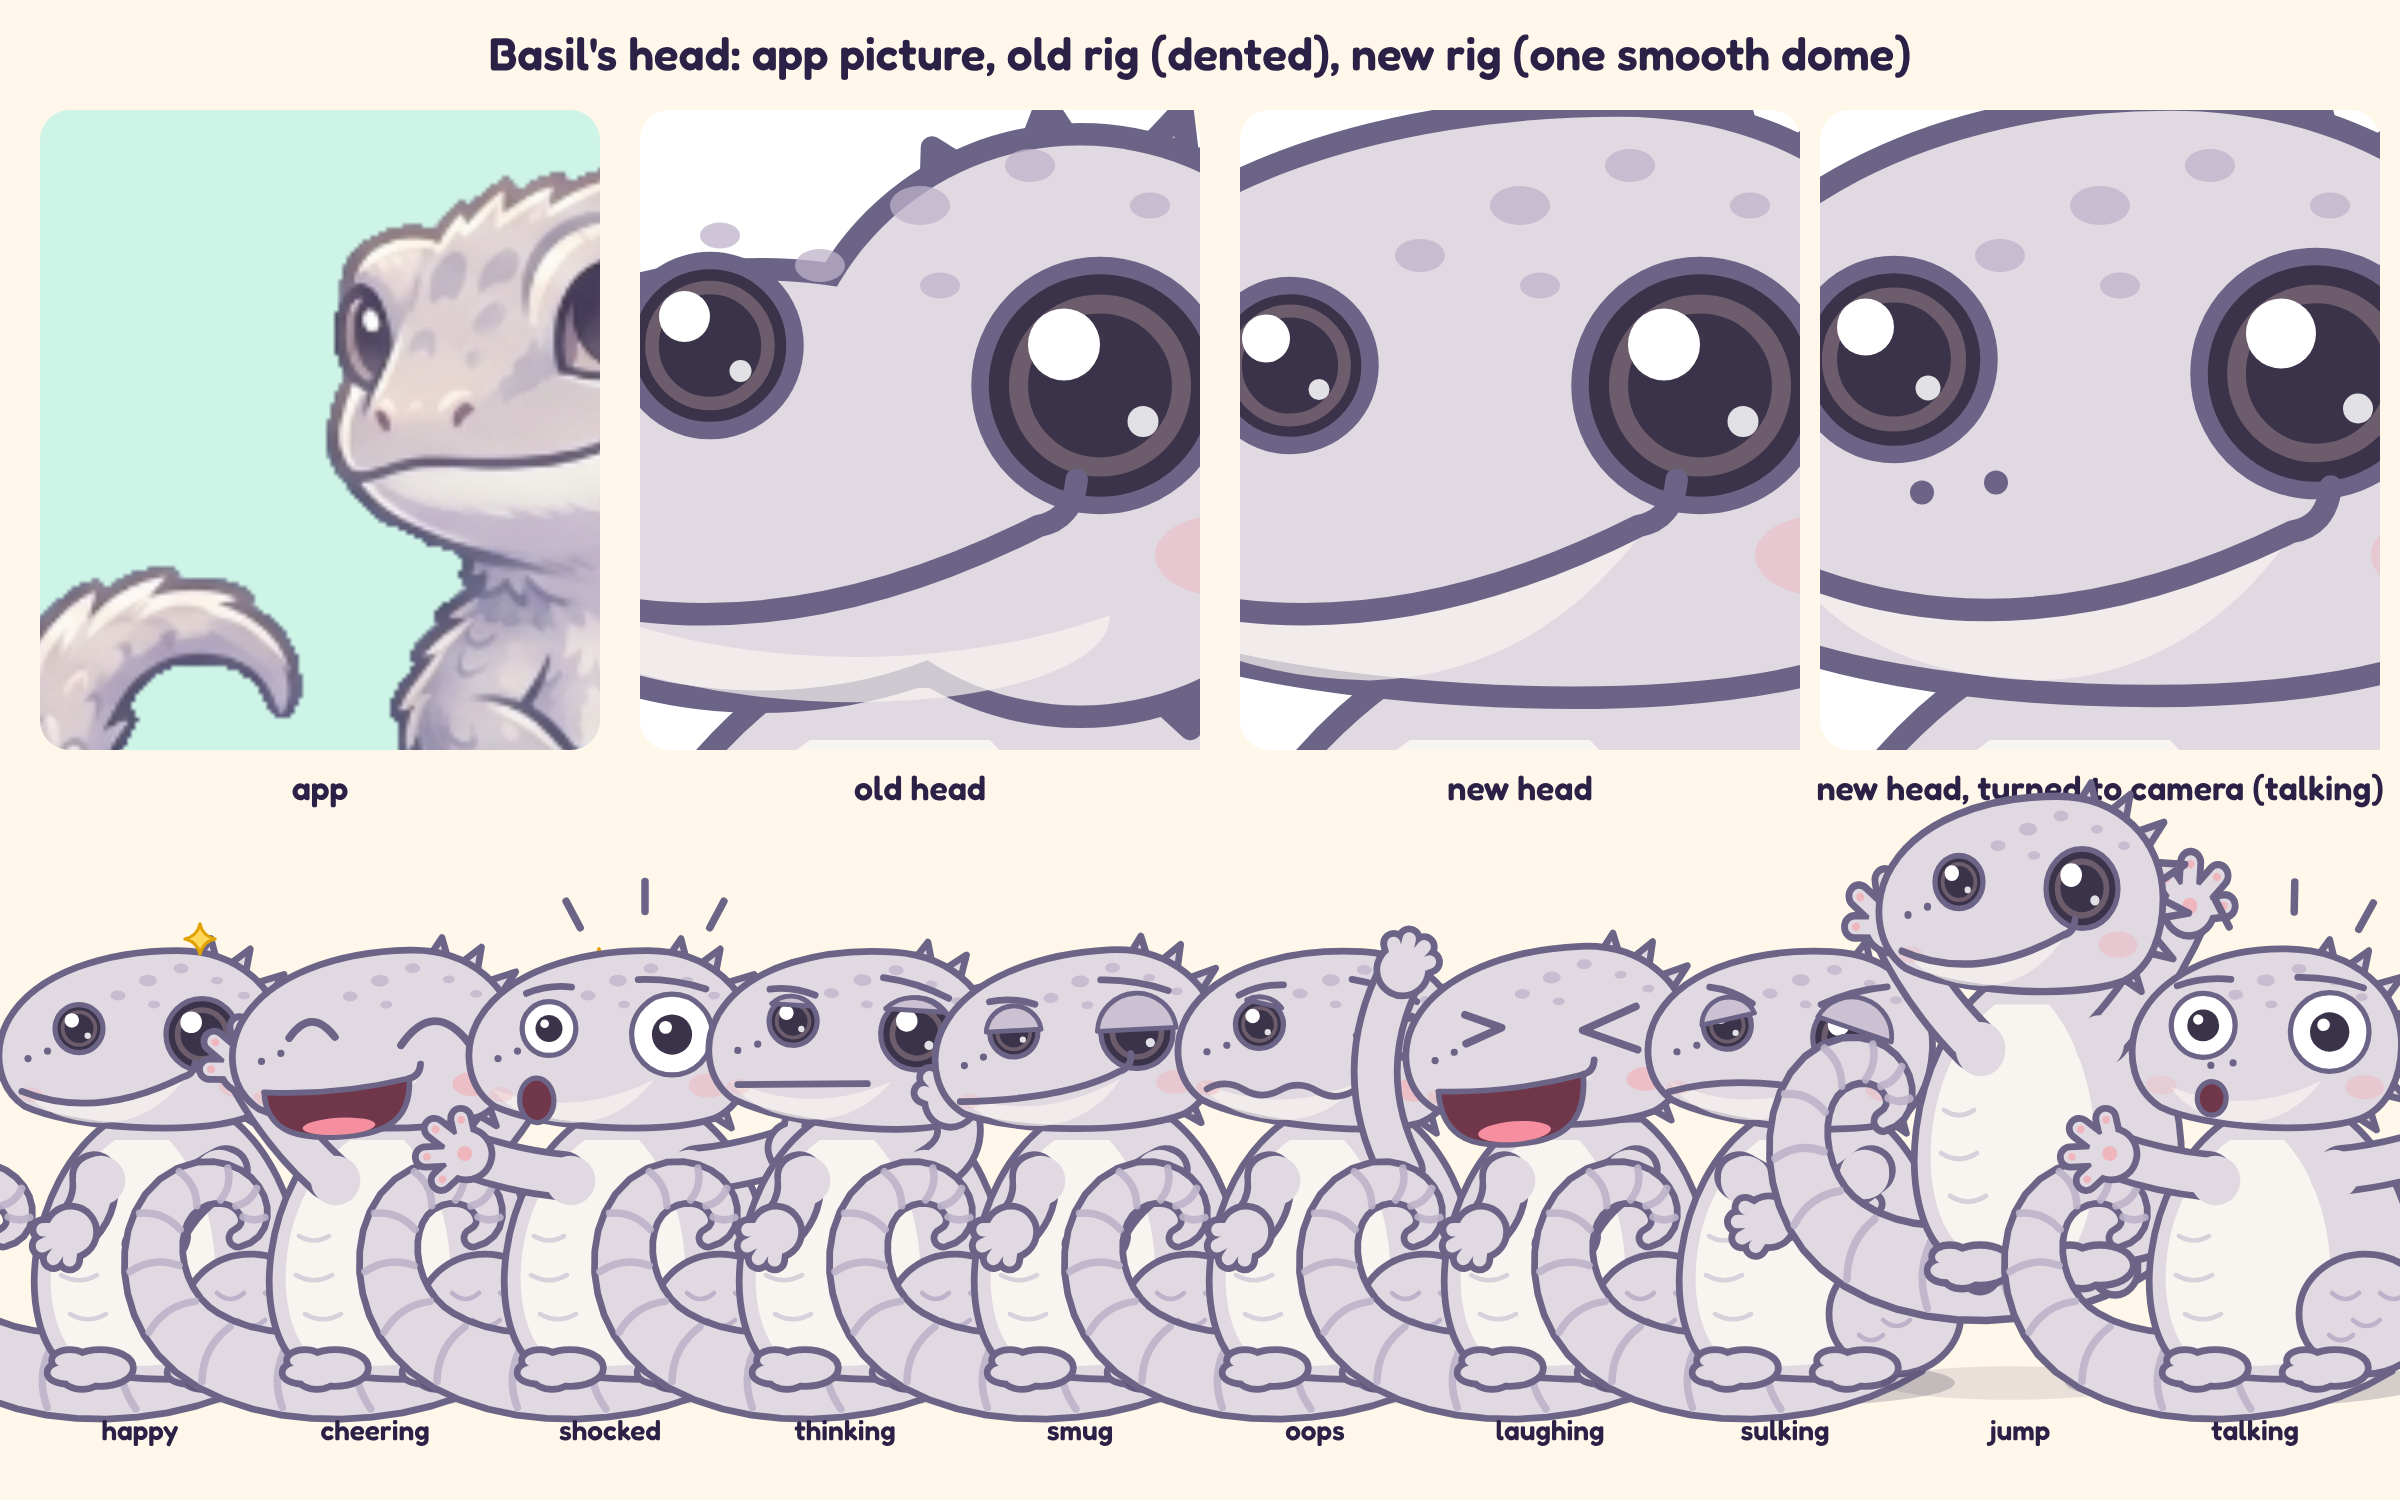 Basil's head: app picture, old rig (dented), new rig (one smooth dome)
app
old head
new head
new head, turned to camera (talking)
happy
cheering
shocked
thinking
smug
oops
laughing
sulking
jump
talking